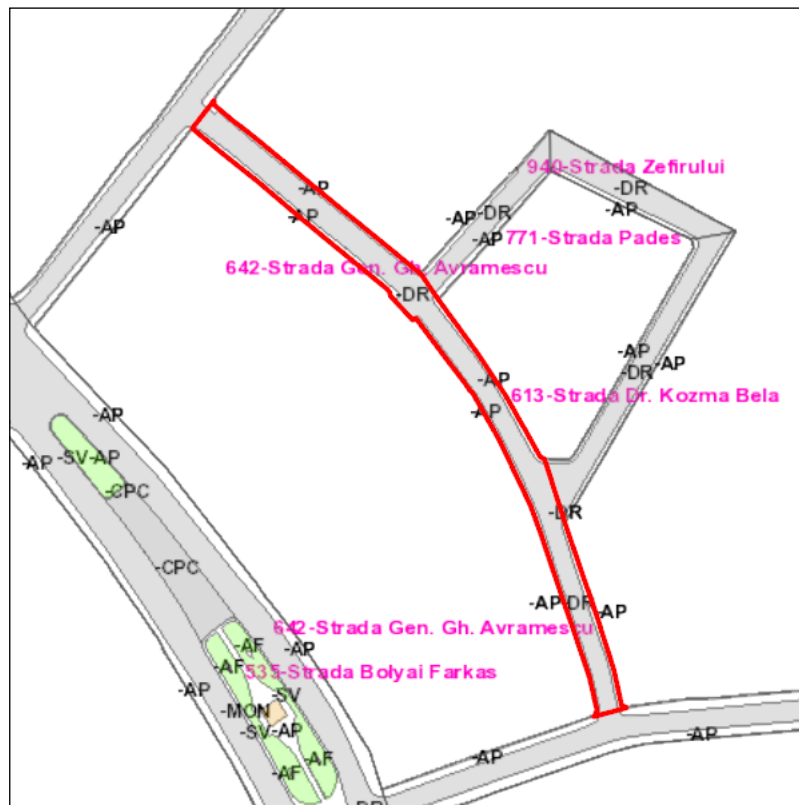 940-Strada Zefirului
-AP
-DR
-AP
-AP
-AP
-DR
-AP
-AP
771-Strada Pades
642-Strada Gen. Gh. Avramescu
-DR
-AP
-AP
-DR
-AP
613-Strada Dr. Kozma Bela
-AP
-AP
-SV-AP
-AP
-CPC
-DR
-CPC
-AP
DR
-AP
642-Strada Gen. Gh. Avramescu
-AF
-AP
-AF
535-Strada Bolyai Farkas
-AP
-SV
-MON
-SV-AP
-AP
-AF
-AP
-AF